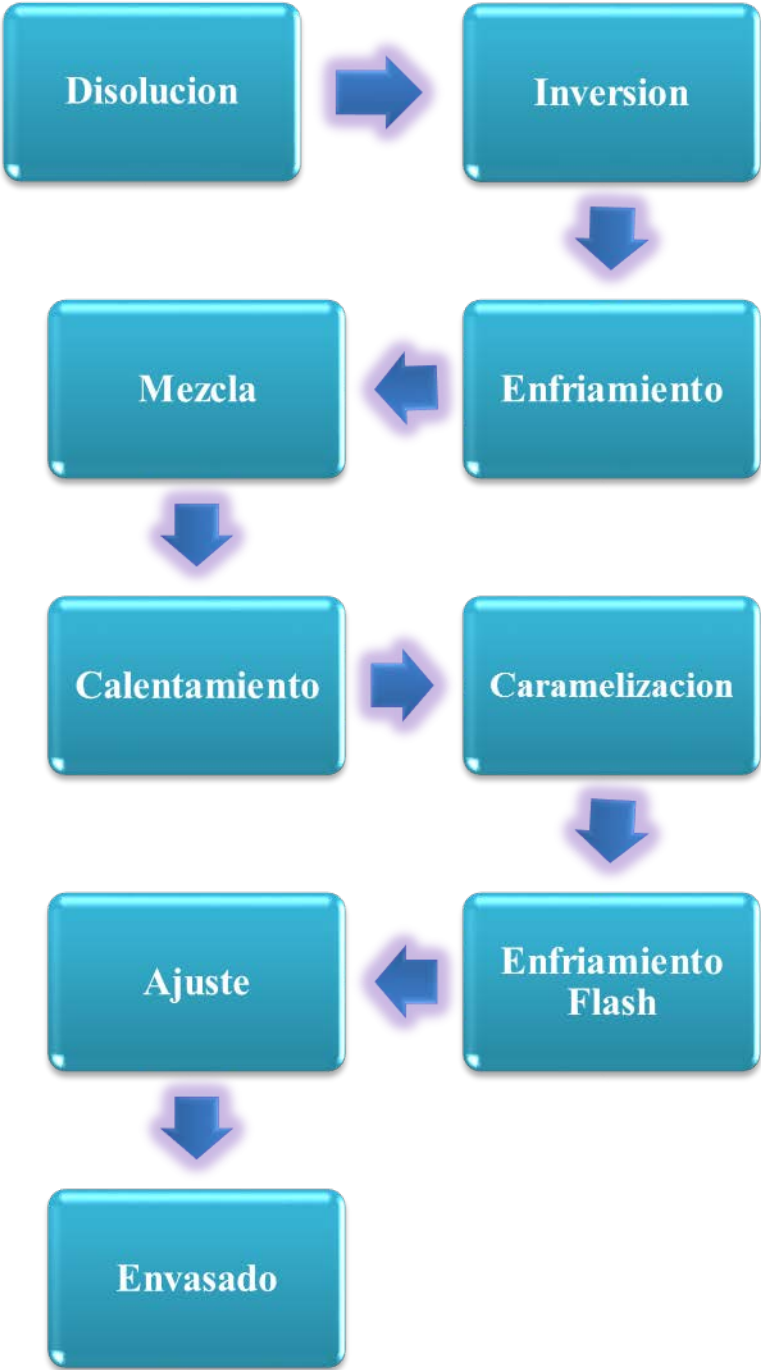 Disolucion
Inversion
Enfriamiento
Mezcla
Calentamiento
Caramelizacion
Enfriamiento
Flash
Ajuste
Envasado